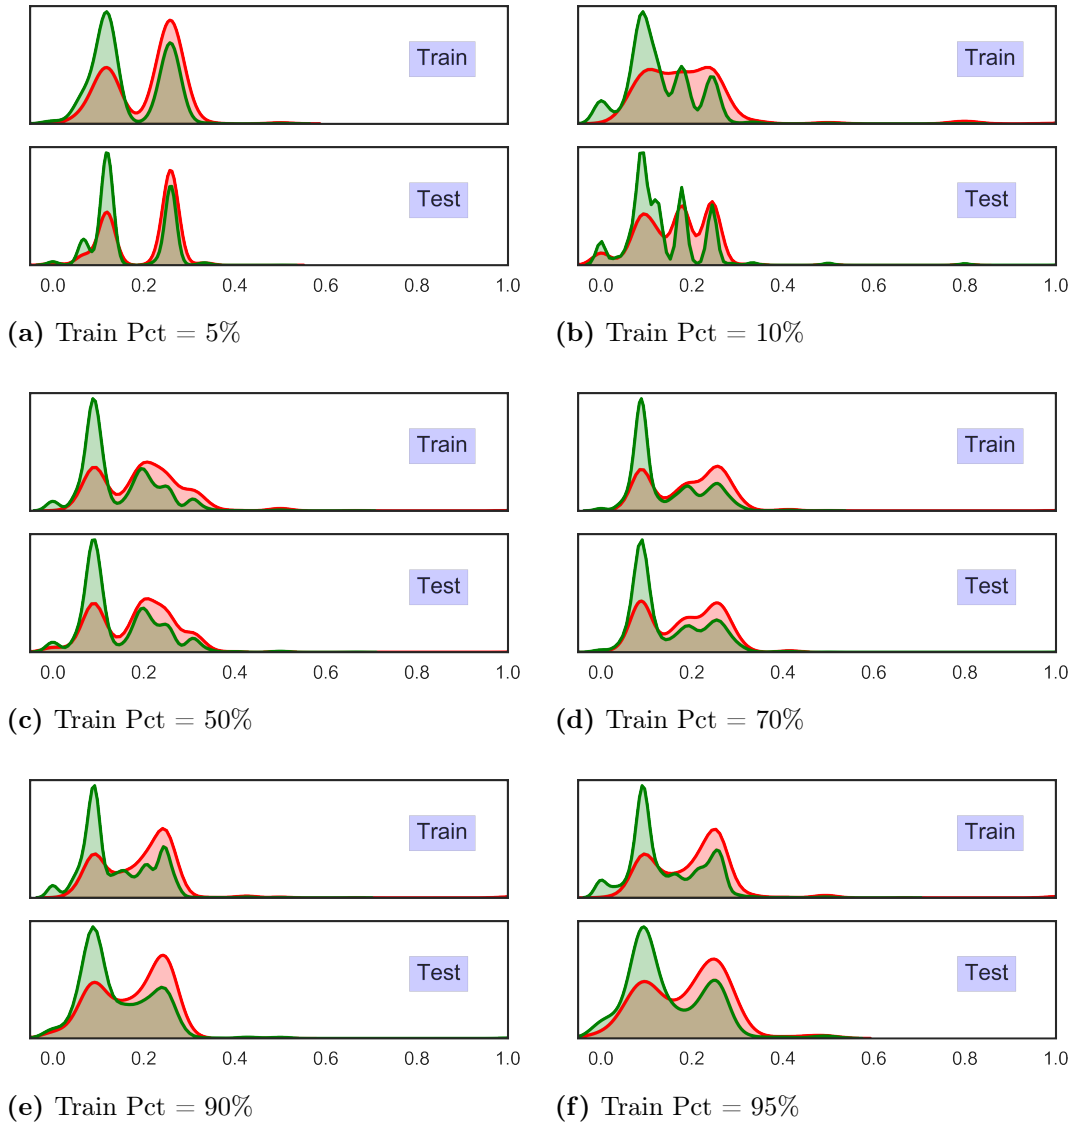 Train
Train
Test
Test
0.0 0.2 0.4 0.6 0.8 1.0
0.0 0.2 0.4 0.6 0.8 1.0
(a) Train Pct = 5%
(b) Train Pct = 10%
Train
Train
Test
Test
0.0 0.2 0.4 0.6 0.8 1.0
0.0 0.2 0.4 0.6 0.8 1.0
(c) Train Pct = 50%
(d) Train Pct = 70%
Train
Train
Test
Test
0.0 0.2 0.4 0.6 0.8 1.0
0.0 0.2 0.4 0.6 0.8 1.0
(e) Train Pct = 90%
(f) Train Pct = 95%